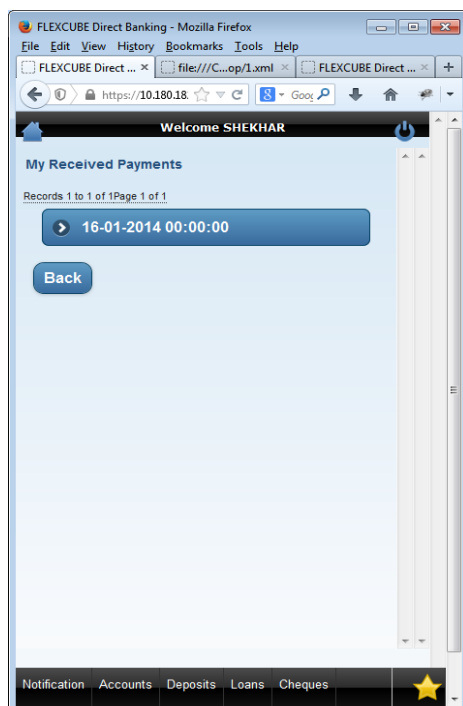 FLEXCUBE Direct Banking - Mozilla Firefox
File Edit View History Bookmarks Tools Help
FLEXCUBE Direct ... × file:///C...op/1.xml × FLEXCUBE Direct ... × +
https://10.180.18. 8 Goog
Welcome SHEKHAR
My Received Payments
Records 1 to 1 of 1Page 1 of 1
16-01-2014 00:00:00
Back
Notification Accounts Deposits Loans Cheques